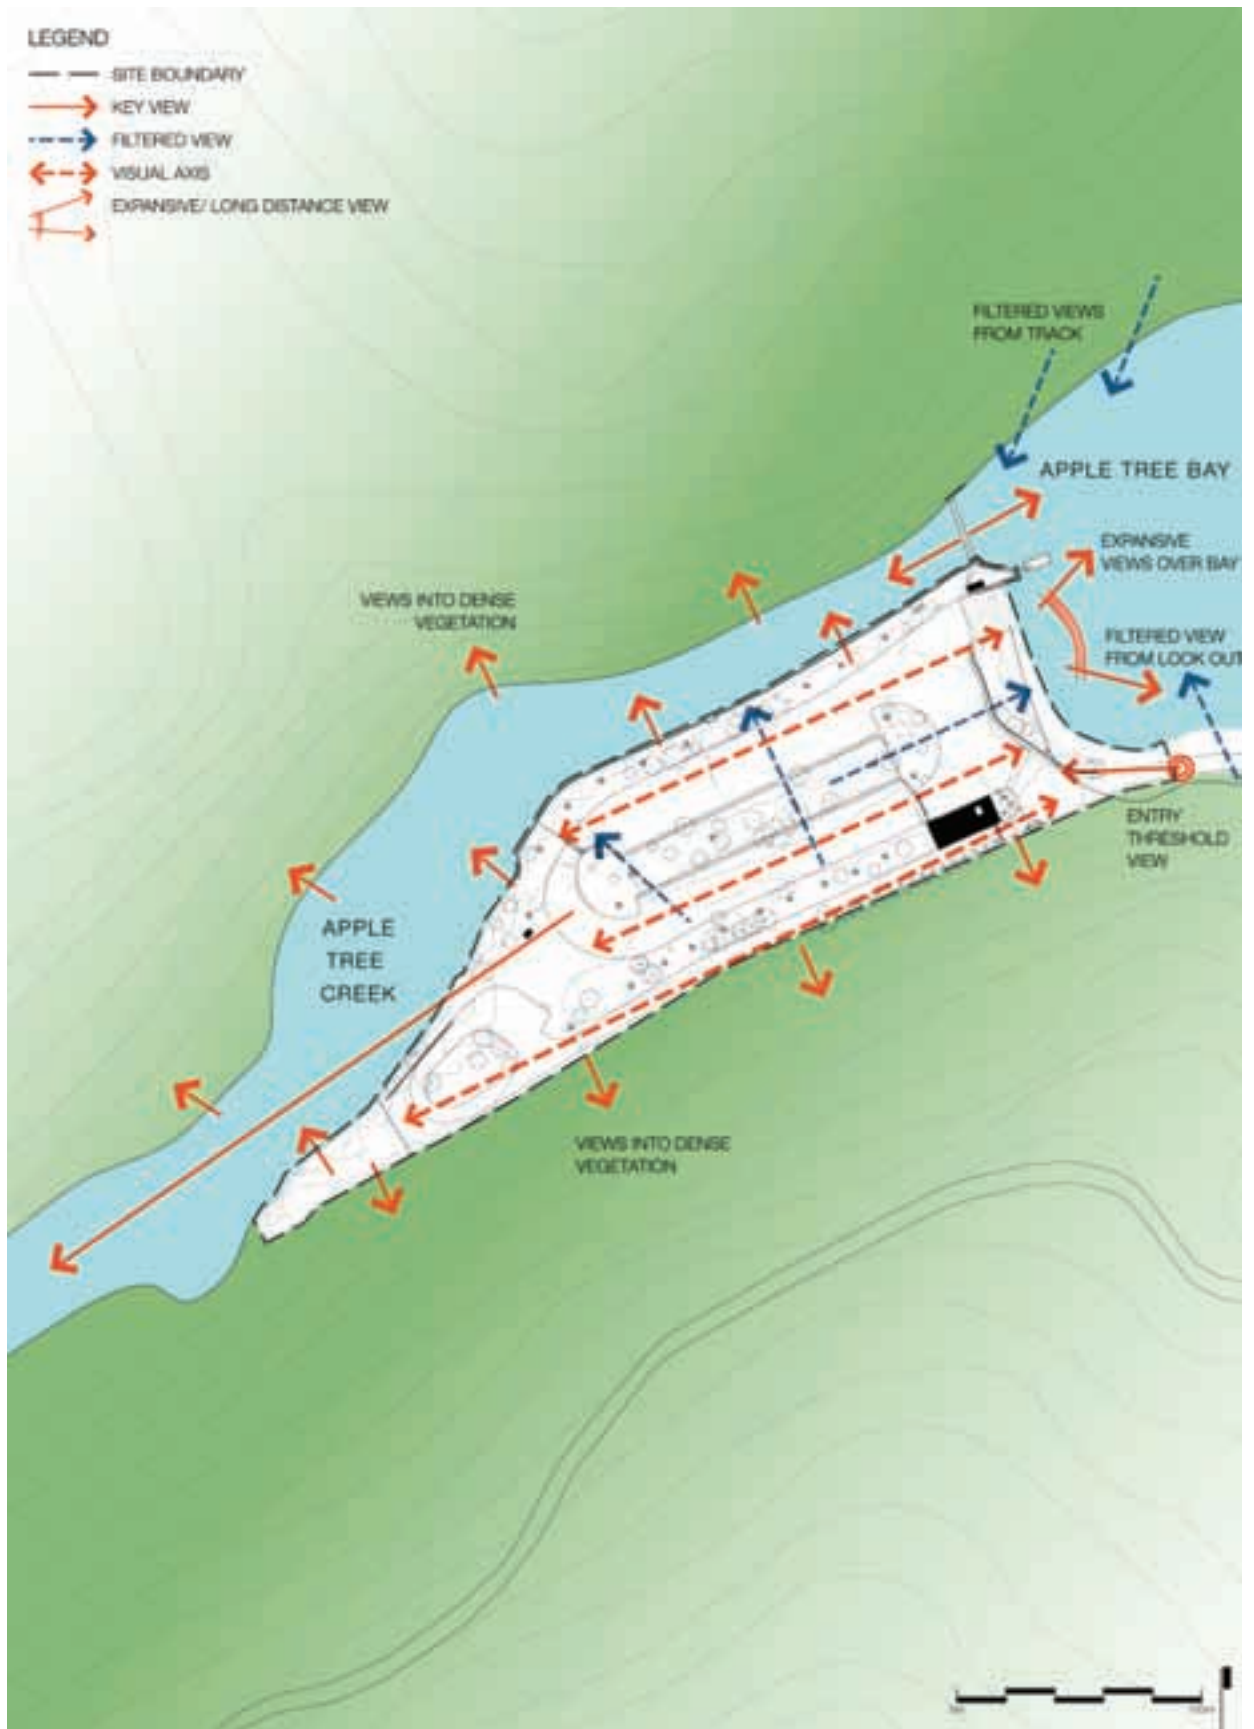 LEGEND
SITE BOUNDARY
KEY VIEW
FILTERED VIEW
VISUAL AXIS
EXPANSIVE/ LONG DISTANCE VIEW
FILTERED VIEWS
FROM TRACK
APPLE TREE BAY
EXPANSIVE
VIEWS OVER BAY
VIEWS INTO DENSE
VEGETATION
FILTERED VIEW
FROM LOOK OUT
ENTRY
THRESHOLD
VIEW
APPLE
TREE
CREEK
VIEWS INTO DENSE
VEGETATION